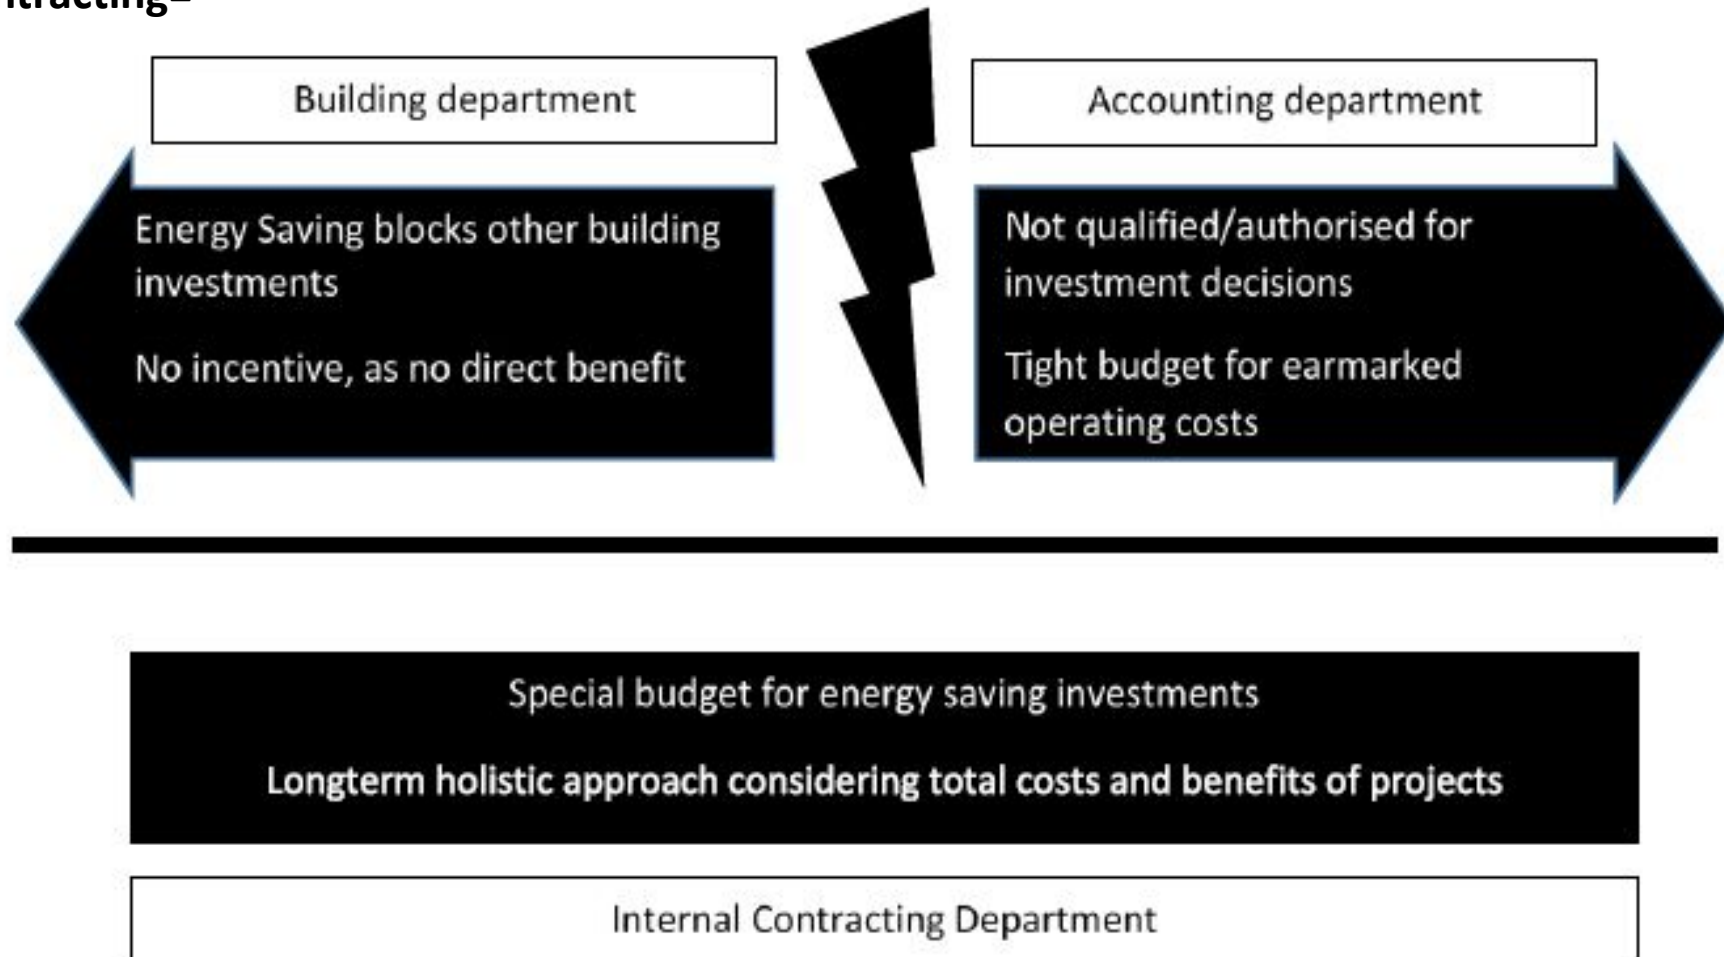 Building department
Accounting department
Energy Saving blocks other building
investments
No incentive, as no direct benefit
Not qualified/authorised for
investment decisions
Tight budget for earmarked
operating costs
Special budget for energy saving investments
Longterm holistic approach considering total costs and benefits of projects
Internal Contracting Department